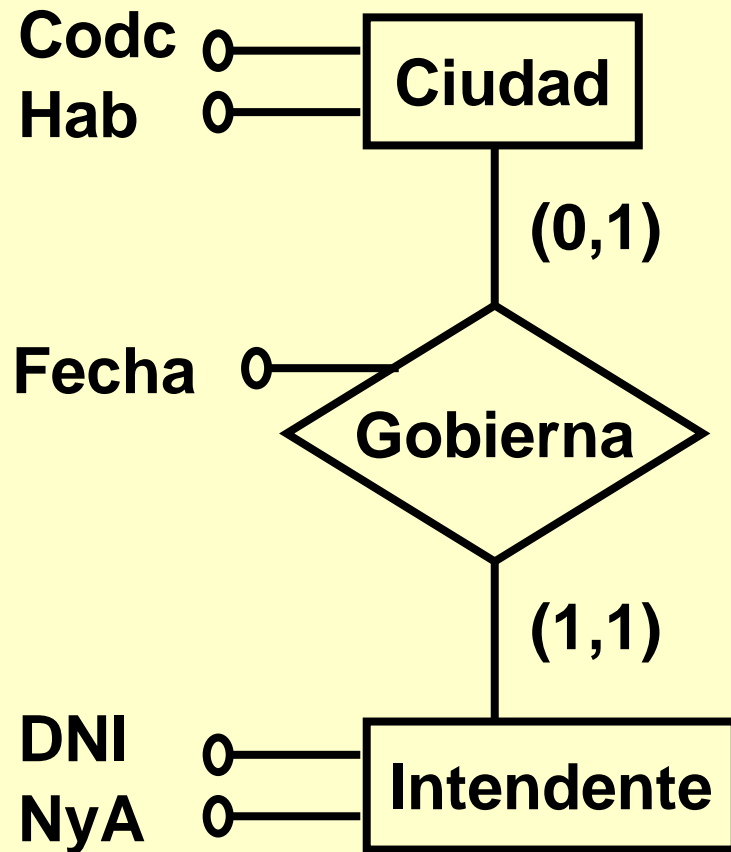 Codc
Hab
Ciudad
(0,1)
Fecha
Gobierna
(1,1)
DNI
NyA
Intendente